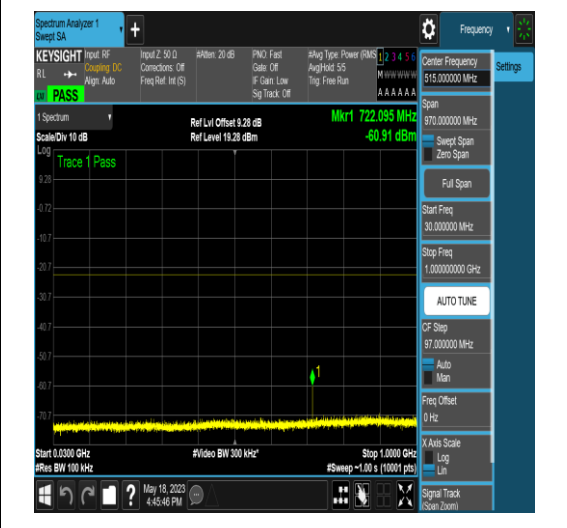 Spectrum Analyzer 1
Swept SA
+
Frequency
KEYSIGHT
RL
LXI
PASS
Input: RF
Coupling: DC
Align: Auto
Input Z: 50 Ω
Corrections: Off
Freq Ref: Int (S)
#Atten: 20 dB
PNO: Fast
Gate: Off
IF Gain: Low
Sig Track: Off
#Avg Type: Power (RMS
Avg|Hold: 5/5
Trig: Free Run
1 2 3 4 5 6
M W W W W W
A A A A A A
Center Frequency
515.000000 MHz
Settings
Span
970.000000 MHz
Swept Span
Zero Span
Full Span
Start Freq
30.000000 MHz
Stop Freq
1.000000000 GHz
AUTO TUNE
CF Step
97.000000 MHz
Auto
Man
Freq Offset
0 Hz
X Axis Scale
Log
Lin
Signal Track
(Span Zoom)
1 Spectrum
Scale/Div 10 dB
Ref Lvl Offset 9.28 dB
Ref Level 19.28 dBm
Mkr1 722.095 MHz
-60.91 dBm
Log
Trace 1 Pass
9.28
-0.72
-10.7
-20.7
-30.7
-40.7
-50.7
-60.7
-70.7
1
Start 0.0300 GHz
#Res BW 100 kHz
#Video BW 300 kHz*
Stop 1.0000 GHz
#Sweep ~1.00 s (10001 pts)
?
May 18, 2023
4:45:46 PM